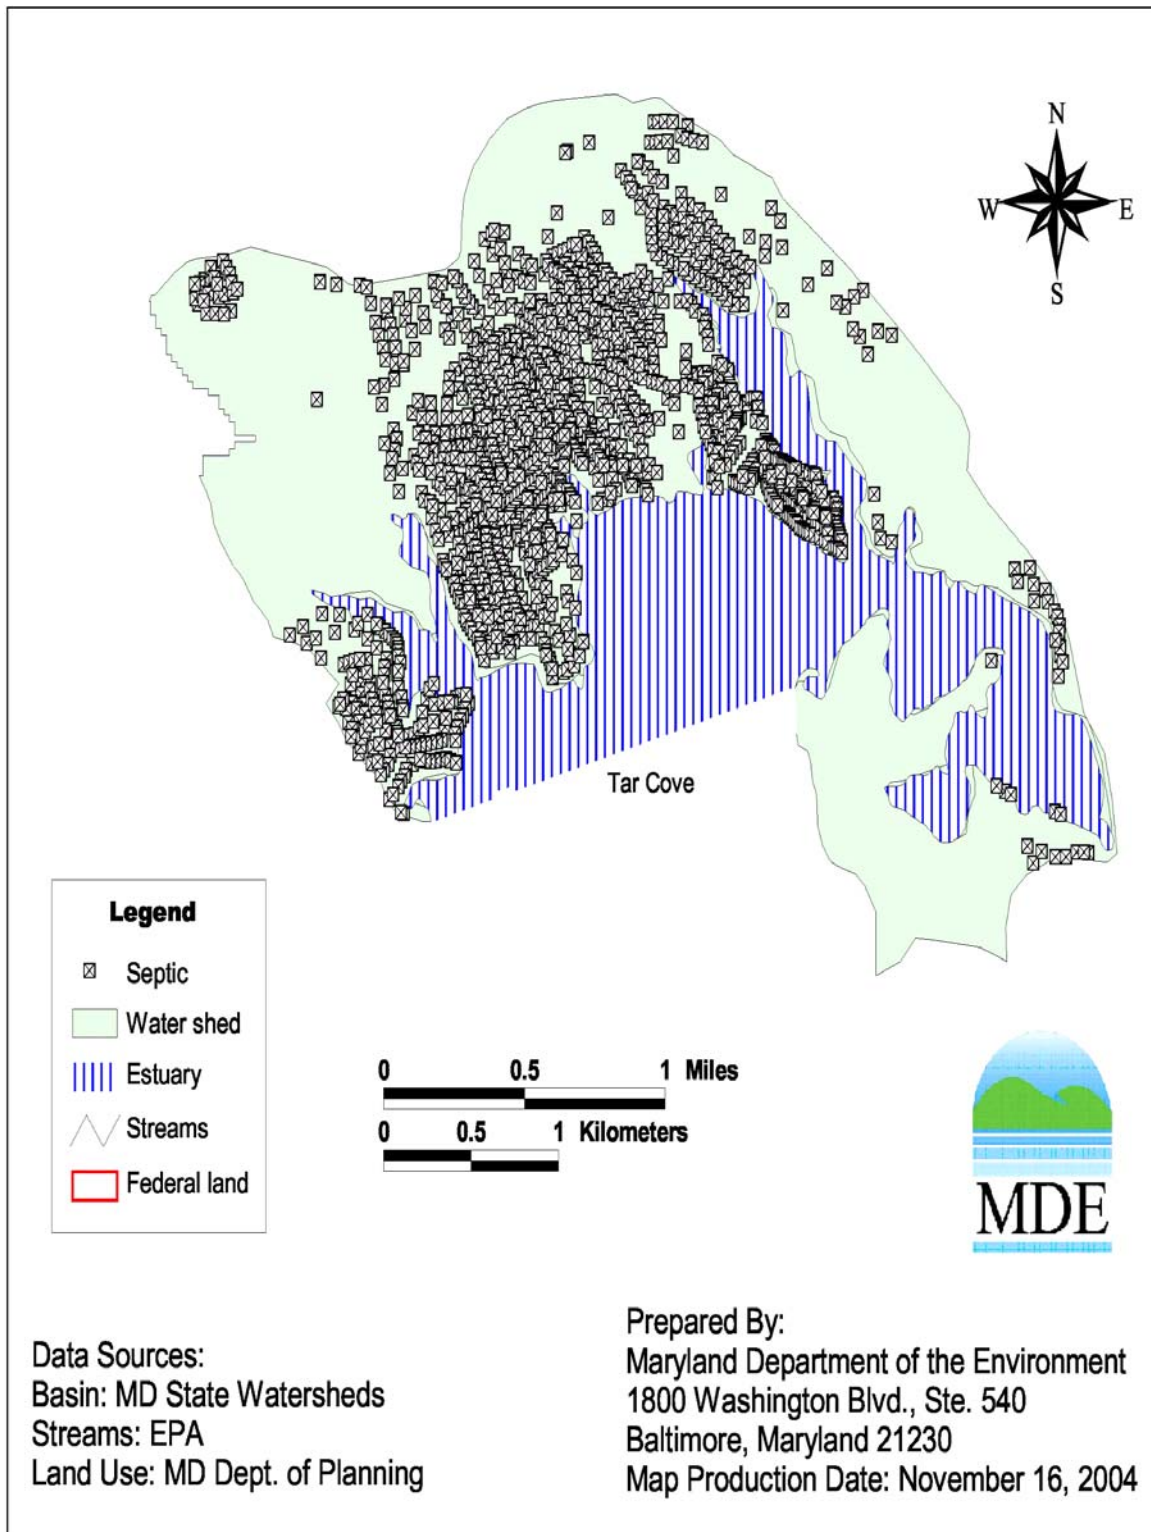 N
W E
S
Tar Cove
Legend
Septic
Water shed
Estuary
Streams
Federal land
0 0.5 1 Miles
0 0.5 1 Kilometers
MDE
Data Sources:
Basin: MD State Watersheds
Streams: EPA
Land Use: MD Dept. of Planning
Prepared By:
Maryland Department of the Environment
1800 Washington Blvd., Ste. 540
Baltimore, Maryland 21230
Map Production Date: November 16, 2004